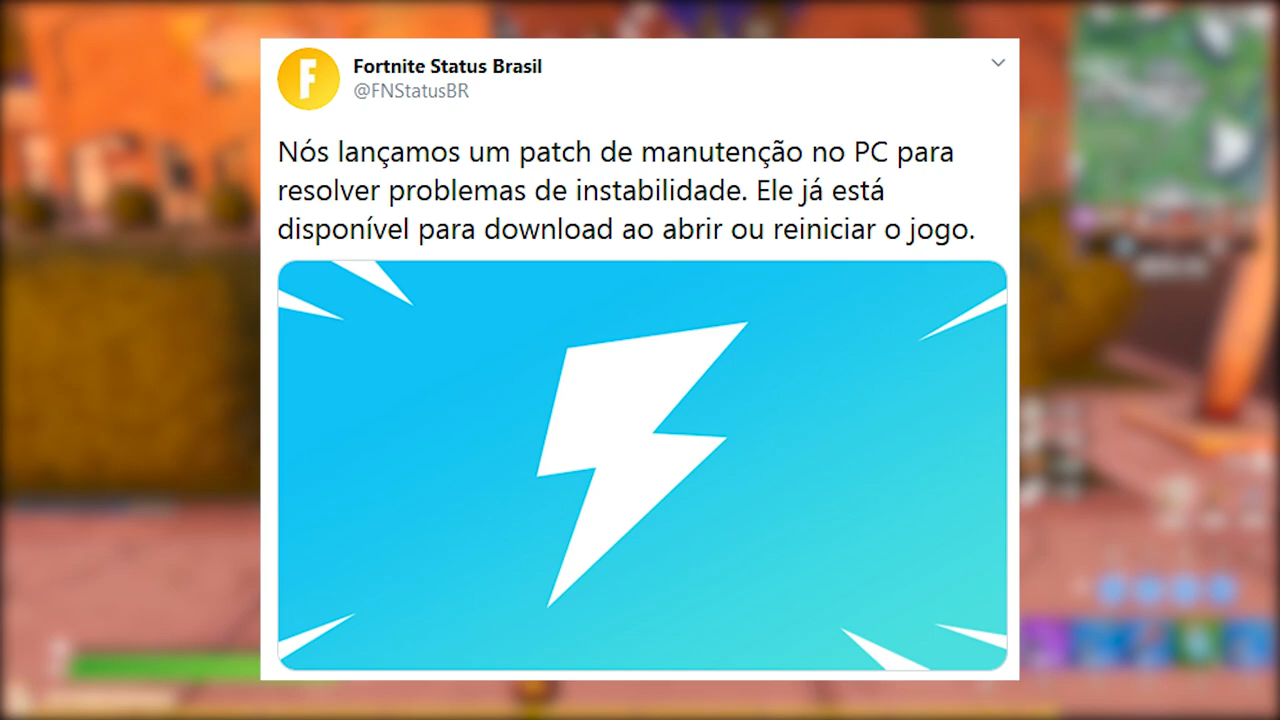 F
Fortnite Status Brasil
@FNStatusBR
Nós lançamos um patch de manutenção no PC para
resolver problemas de instabilidade. Ele já está
disponível para download ao abrir ou reiniciar o jogo.